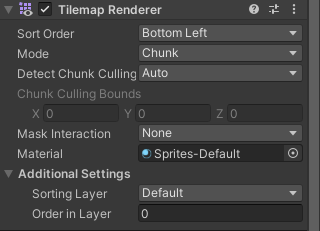 Tilemap Renderer
Sort Order Bottom Left
Mode Chunk
Detect Chunk Culling Auto
Chunk Culling Bounds
X 0 Y 0 Z 0
Mask Interaction None
Material Sprites-Default
Additional Settings
Sorting Layer Default
Order in Layer 0